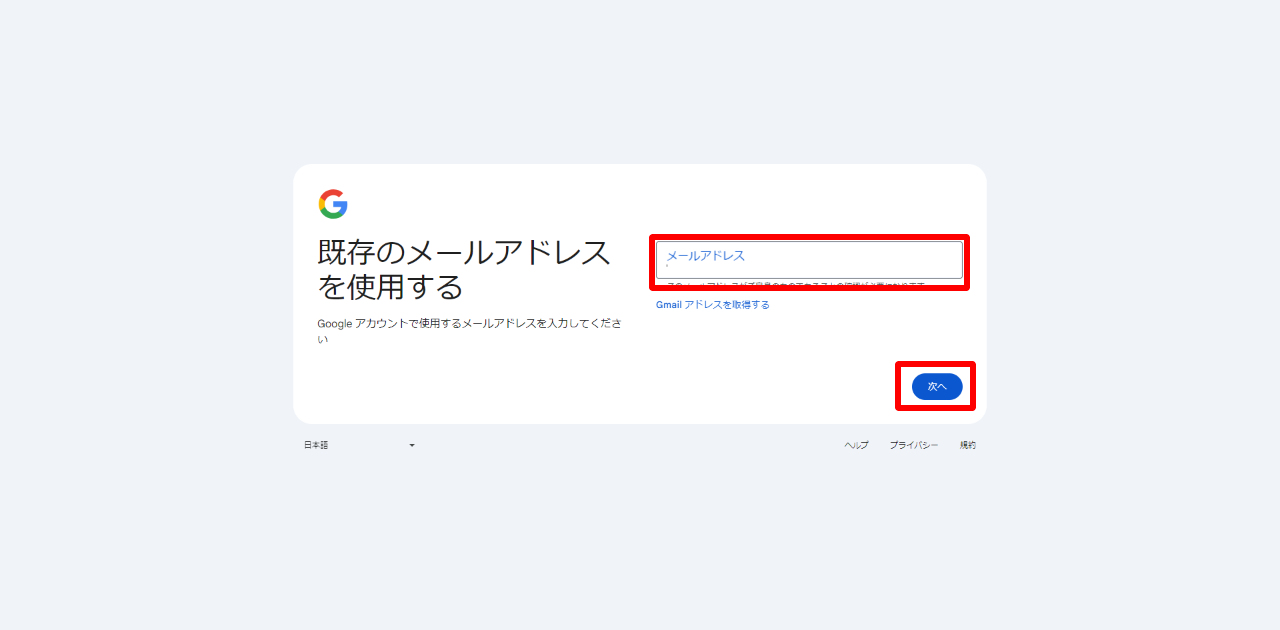 既存のメールアドレス
を使用する
Google アカウントで使用するメールアドレスを入力してくださ
い
メールアドレス
Gmail アドレスを取得する
次へ
日本語
ヘルプ プライバシー 規約